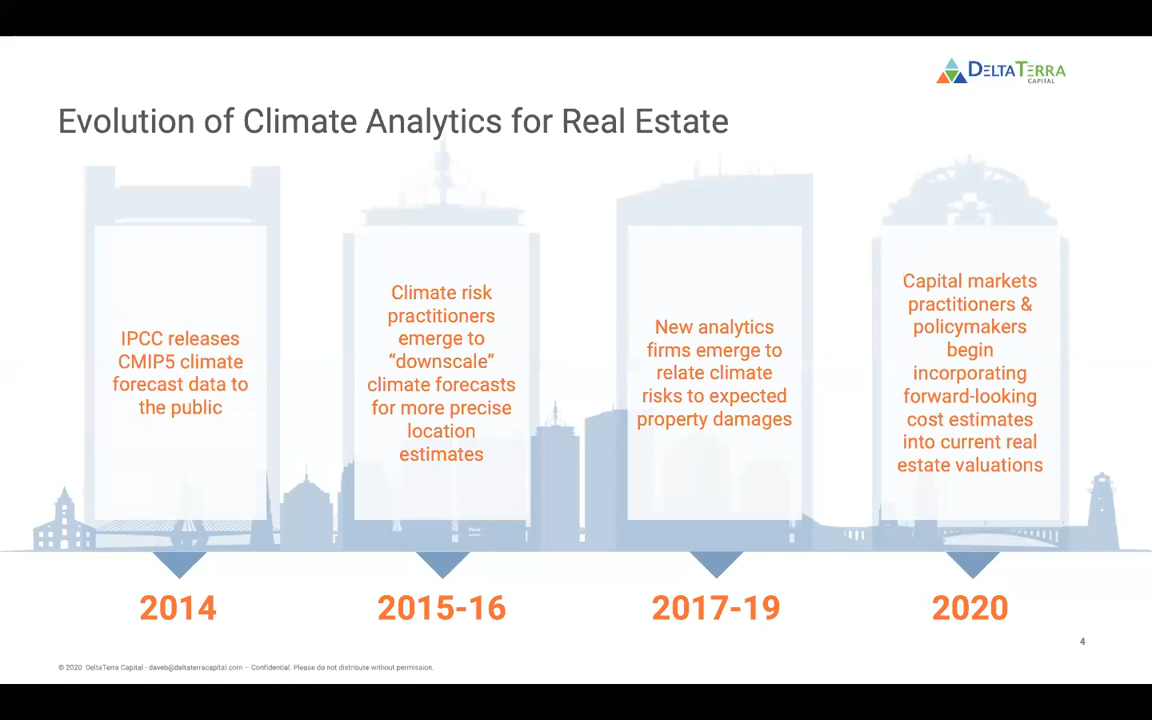 DELTATERRA
CAPITAL
Evolution of Climate Analytics for Real Estate
IPCC releases
CMIP5 climate
forecast data to
the public
Climate risk
practitioners
emerge to
“downscale”
climate forecasts
for more precise
location
estimates
New analytics
firms emerge to
relate climate
risks to expected
property damages
Capital markets
practitioners &
policymakers
begin
incorporating
forward-looking
cost estimates
into current real
estate valuations
2014
2015-16
2017-19
2020
4
© 2020 DeltaTerra Capital - daveb@deltaterracapital.com – Confidential. Please do not distribute without permission.